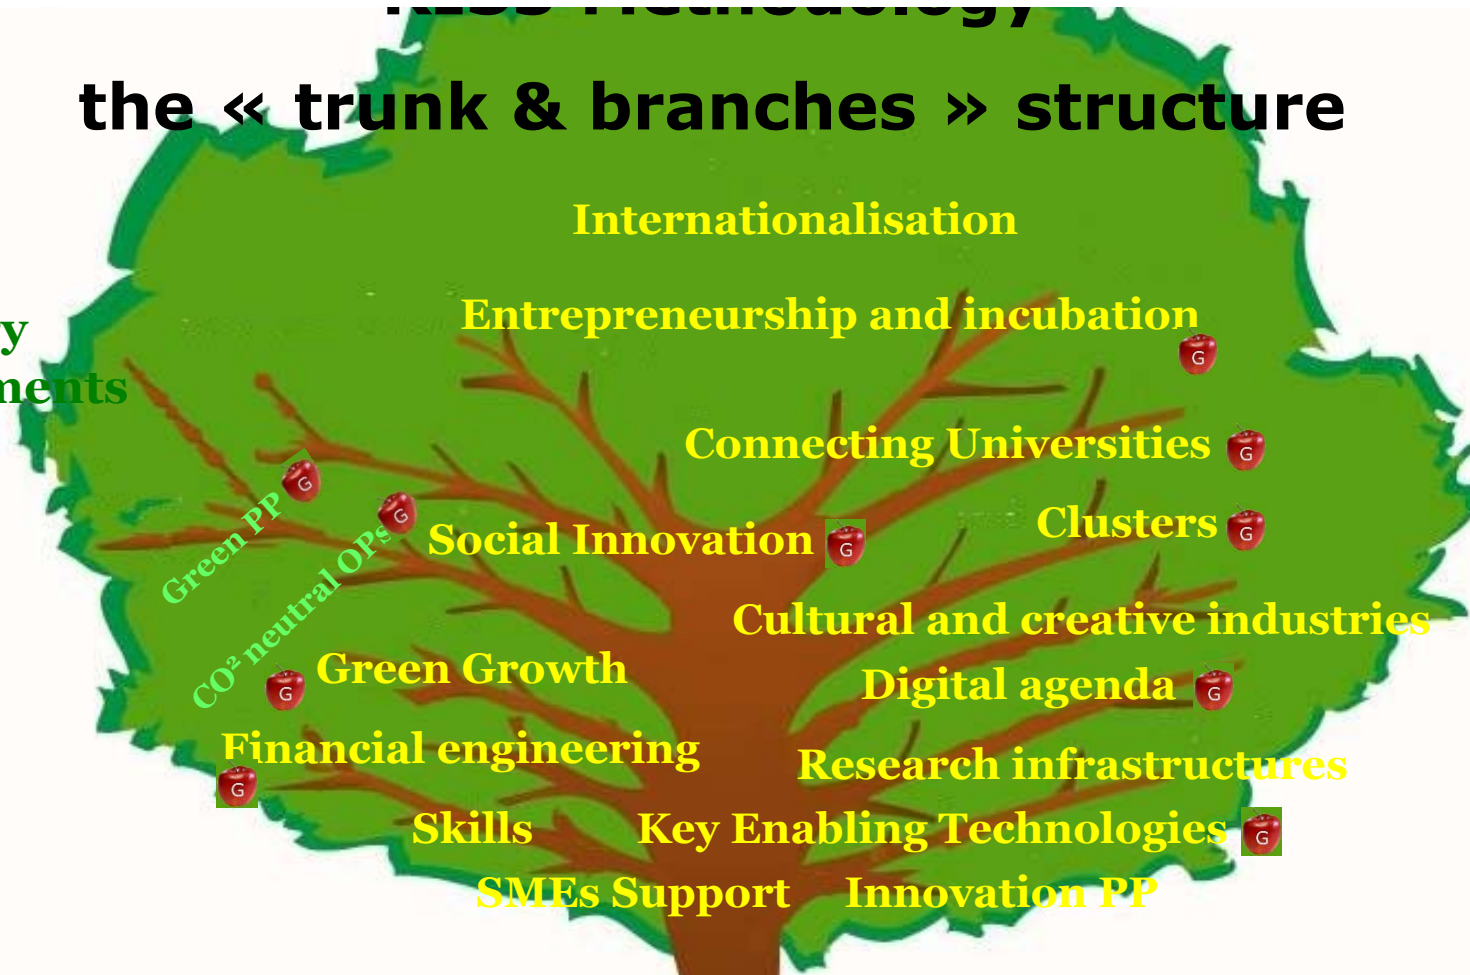 Methodology
the « trunk & branches » structure
Internationalisation
Entrepreneurship and incubation
G
Connecting Universities G
Clusters G
Social Innovation G
G
Green PP
G
CO² neutral OPs
Cultural and creative industries
Green Growth
G
Digital agenda G
Financial engineering
G
Research infrastructures
Skills
Key Enabling Technologies G
SMEs Support
Innovation PP